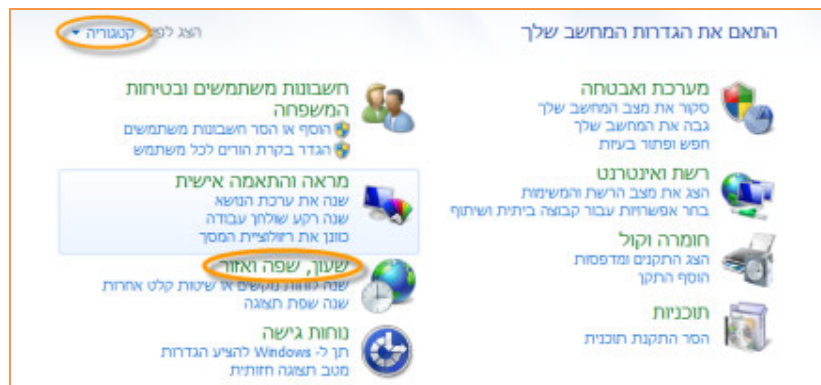 התאם את הגדרות המחשב שלך
הצג לפי: קטגוריה
מערכת ואבטחה
סקור את מצב המחשב שלך
גבה את המחשב שלך
חפש ופתור בעיות
רשת ואינטרנט
הצג את מצב הרשת והמשימות
בחר אפשרויות עבור קבוצה ביתית ושיתוף
חומרה וקול
הצג התקנים ומדפסות
הוסף התקן
תוכניות
הסר התקנת תוכנית
חשבונות משתמשים ובטיחות
המשפחה
הוסף או הסר חשבונות משתמשים
הגדר בקרת הורים לכל משתמש
מראה והתאמה אישית
שנה את ערכת הנושא
שנה רקע שולחן עבודה
כוונן את רזולוציית המסך
שעון, שפה ואזור
שנה לוחות מקשים או שיטות קלט אחרות
שנה שפת תצוגה
נוחות גישה
תן ל- Windows להציע הגדרות
מטב תצוגה חזותית